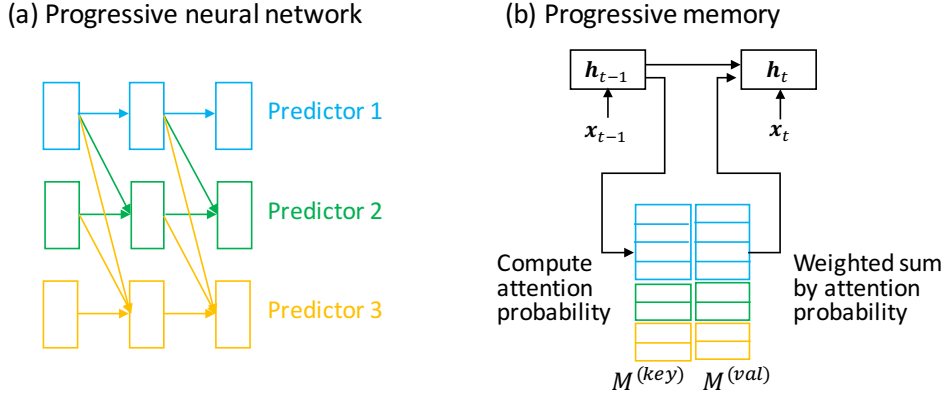 (a) Progressive neural network
Predictor 1
Predictor 2
Predictor 3
(b) Progressive memory
h_{t−1}
h_t
x_{t−1}
x_t
Compute
attention
probability
Weighted sum
by attention
probability
M^{(key)}
M^{(val)}